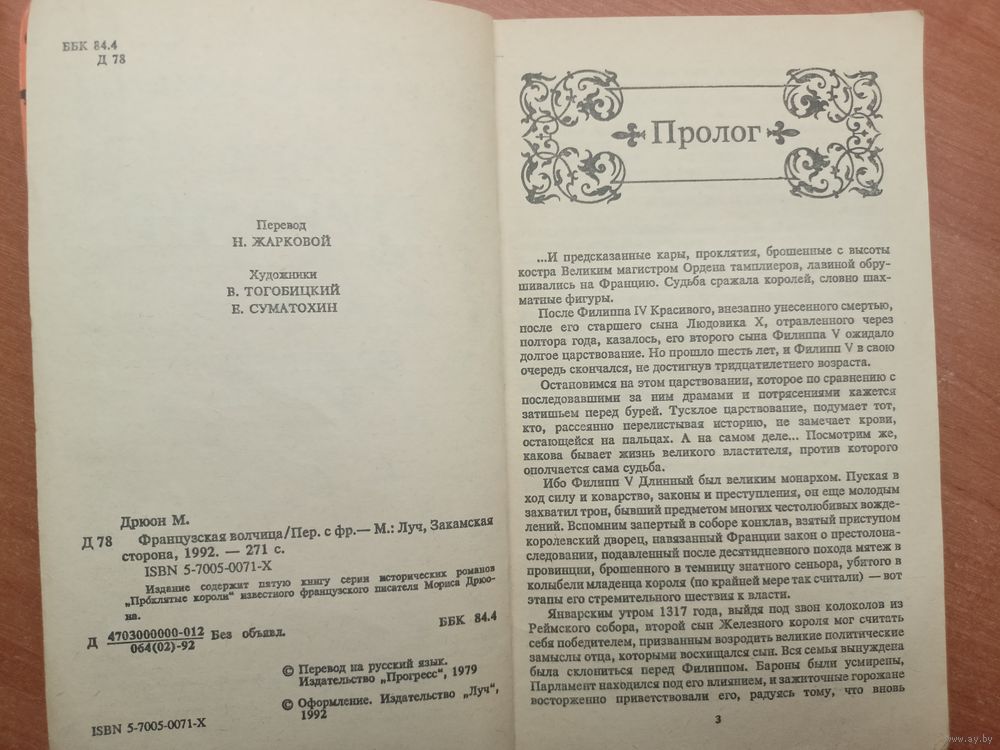 ББК 84.4
Д 78
Перевод
Н. ЖАРКОВОЙ
Художники
В. ТОГОБИЦКИЙ
Е. СУМАТОХИН
Дрюон М.
Д 78 Французская волчица/Пер. с фр.— М.: Луч, Закамская
сторона, 1992. — 271 с.
ISBN 5-7005-0071-X
Издание содержит пятую книгу серии исторических романов
„Проклятые короли" известного французского писателя Мориса Дрюо-
на.
Д 4703000000-012 Без объявл. ББК 84.4
064(02)-92
© Перевод на русский язык.
Издательство „Прогресс", 1979
© Оформление. Издательство „Луч",
1992
ISBN 5-7005-0071-X
Пролог
...И предсказанные кары, проклятия, брошенные с высоты
костра Великим магистром Ордена тамплиеров, лавиной обру-
шивались на Францию. Судьба сражала королей, словно шах-
матные фигуры.
После Филиппа IV Красивого, внезапно унесенного смертью,
после его старшего сына Людовика X, отравленного через
полтора года, казалось, его второго сына Филиппа V ожидало
долгое царствование. Но прошло шесть лет, и Филипп V в свою
очередь скончался, не достигнув тридцатилетнего возраста.
Остановимся на этом царствовании, которое по сравнению с
последовавшими за ним драмами и потрясениями кажется
затишьем перед бурей. Тусклое царствование, подумает тот,
кто, рассеянно перелистывая историю, не замечает крови,
остающейся на пальцах. А на самом деле... Посмотрим же,
какова бывает жизнь великого властителя, против которого
ополчается сама судьба.
Ибо Филипп V Длинный был великим монархом. Пуская в
ход силу и коварство, законы и преступления, он еще молодым
захватил трон, бывший предметом многих честолюбивых вожде-
лений. Вспомним запертый в соборе конклав, взятый приступом
королевский дворец, навязанный Франции закон о престолона-
следовании, подавленный после десятидневного похода мятеж в
провинции, брошенного в темницу знатного сеньора, убитого в
колыбели младенца короля (по крайней мере так считали) — вот
этапы его стремительного шествия к власти.
Январским утром 1317 года, выйдя под звон колоколов из
Реймского собора, второй сын Железного короля мог считать
себя победителем, призванным возродить великие политические
замыслы отца, которыми восхищался сын. Вся семья вынуждена
была склониться перед Филиппом. Бароны были усмирены,
Парламент находился под его влиянием, и зажиточные горожане
восторженно приветствовали его, радуясь тому, что вновь
3
www.ay.by